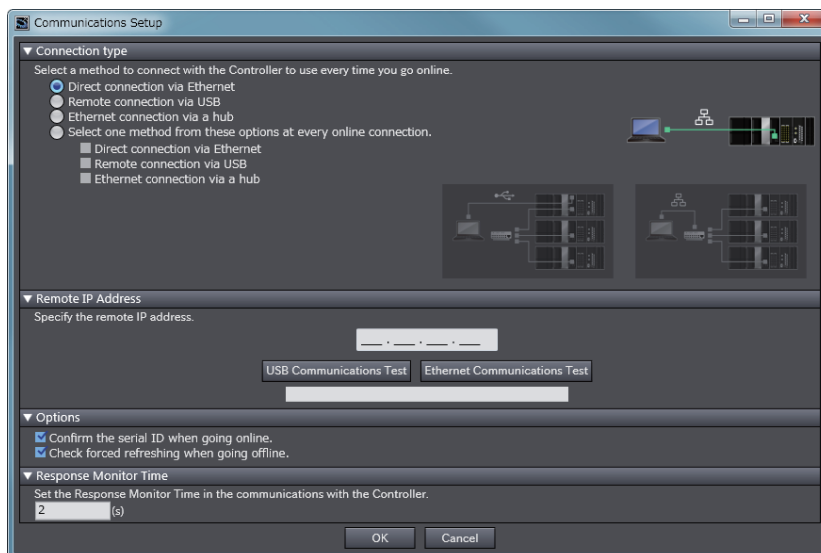 Communications Setup
Connection type
Select a method to connect with the Controller to use every time you go online.
Direct connection via Ethernet
Remote connection via USB
Ethernet connection via a hub
Select one method from these options at every online connection.
Direct connection via Ethernet
Remote connection via USB
Ethernet connection via a hub
Remote IP Address
Specify the remote IP address.
___ . ___ . ___ . ___
USB Communications Test Ethernet Communications Test
Options
Confirm the serial ID when going online.
Check forced refreshing when going offline.
Response Monitor Time
Set the Response Monitor Time in the communications with the Controller.
2 (s)
OK Cancel